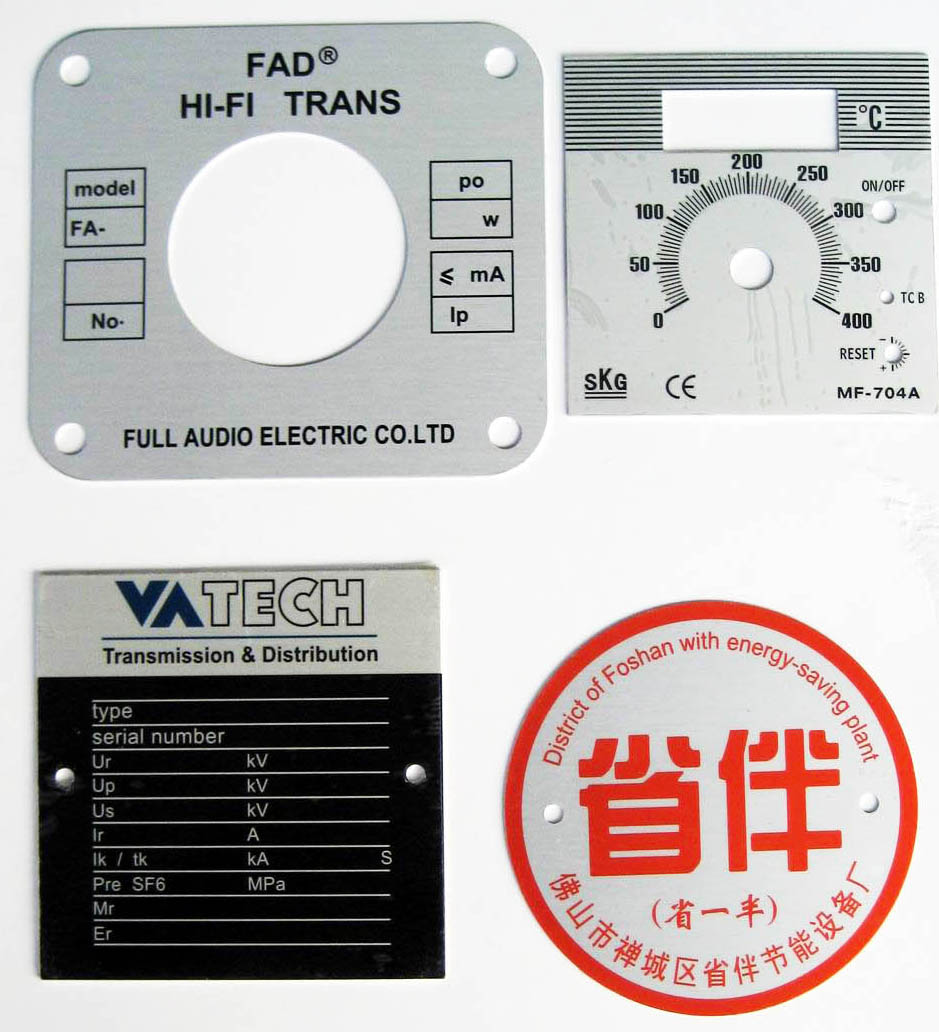 FAD®
HI-FI TRANS
model
FA-
No·
po
w
≤ mA
Ip
FULL AUDIO ELECTRIC CO.LTD
°C
0 50 100 150 200 250 300 350 400
ON/OFF
TC B
RESET - +
SKG CE
MF-704A
VATECH
Transmission & Distribution
type
serial number
Ur kV
Up kV
Us kV
Ir A
Ik / tk kA S
Pre SF6 MPa
Mr
Er
District of Foshan with energy-saving plant
省伴
(省一半)
佛山市禅城区省伴节能设备厂